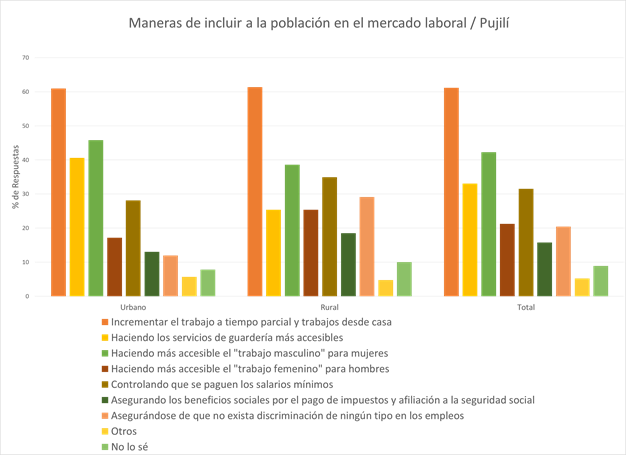 Maneras de incluir a la población en el mercado laboral / Pujilí
70
60
50
40
30
20
10
0
% de Respuestas
Urbano Rural Total
Incrementar el trabajo a tiempo parcial y trabajos desde casa
Haciendo los servicios de guardería más accesibles
Haciendo más accesible el "trabajo masculino" para mujeres
Haciendo más accesible el "trabajo femenino" para hombres
Controlando que se paguen los salarios mínimos
Asegurando los beneficios sociales por el pago de impuestos y afiliación a la seguridad social
Asegurándose de que no exista discriminación de ningún tipo en los empleos
Otros
No lo sé